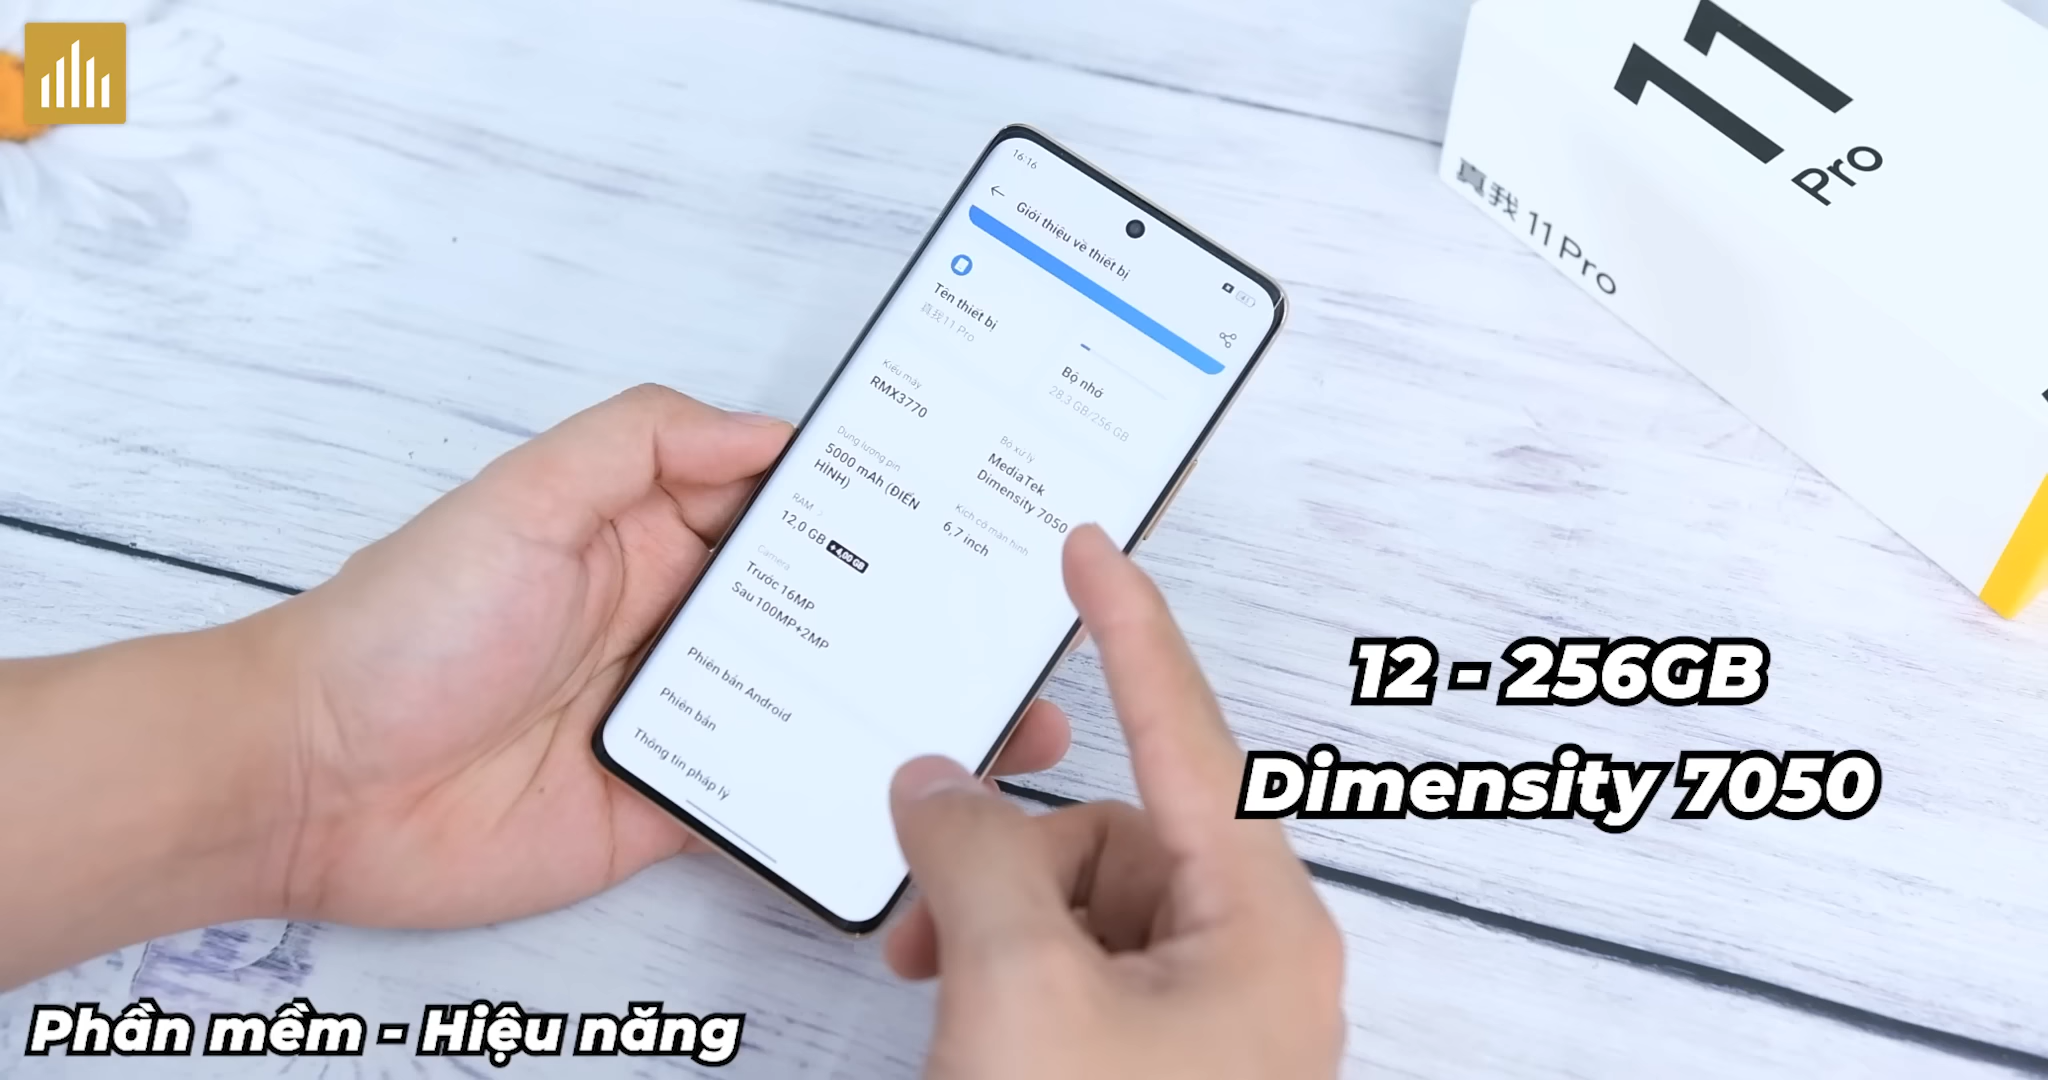 11
Pro
真我 11 Pro
16:16
Giới thiệu về thiết bị
Tên thiết bị
真我11 Pro
Bộ nhớ
28,3 GB/256 GB
Kiểu máy
RMX3770
Bộ xử lý
MediaTek
Dimensity 7050
Dung lượng pin
5000 mAh (ĐIỂN
HÌNH)
Kích cỡ màn hình
6,7 inch
RAM
12,0 GB +4,00 GB
Camera
Trước 16MP
Sau 100MP+2MP
Phiên bản Android
Phiên bản
Thông tin pháp lý
12 - 256GB
Dimensity 7050
Phần mềm - Hiệu năng